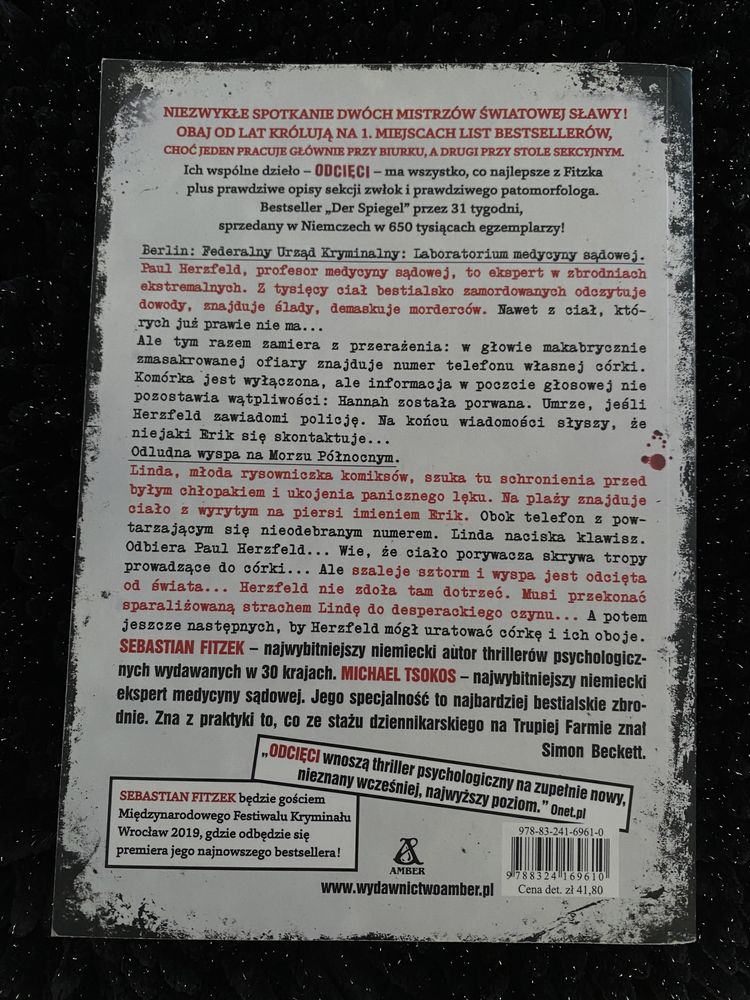 NIEZWYKŁE SPOTKANIE DWÓCH MISTRZÓW ŚWIATOWEJ SŁAWY!
OBAJ OD LAT KRÓLUJĄ NA 1. MIEJSCACH LIST BESTSELLERÓW,
CHOĆ JEDEN PRACUJE GŁÓWNIE PRZY BIURKU, A DRUGI PRZY STOLE SEKCYJNYM.
Ich wspólne dzieło – ODCIĘCI – ma wszystko, co najlepsze z Fitzka
plus prawdziwe opisy sekcji zwłok i prawdziwego patomorfologa.
Bestseller „Der Spiegel” przez 31 tygodni,
sprzedany w Niemczech w 650 tysiącach egzemplarzy!
Berlin: Federalny Urząd Kryminalny: Laboratorium medycyny sądowej.
Paul Herzfeld, profesor medycyny sądowej, to ekspert w zbrodniach
ekstremalnych. Z tysięcy ciał bestialsko zamordowanych odczytuje
dowody, znajduje ślady, demaskuje morderców. Nawet z ciał, któ-
rych już prawie nie ma...
Ale tym razem zamiera z przerażenia: w głowie makabrycznie
zmasakrowanej ofiary znajduje numer telefonu własnej córki.
Komórka jest wyłączona, ale informacja w poczcie głosowej nie
pozostawia wątpliwości: Hannah została porwana. Umrze, jeśli
Herzfeld zawiadomi policję. Na końcu wiadomości słyszy, że
niejaki Erik się skontaktuje...
Odludna wyspa na Morzu Północnym.
Linda, młoda rysowniczka komiksów, szuka tu schronienia przed
byłym chłopakiem i ukojenia panicznego lęku. Na plaży znajduje
ciało z wyrytym na piersi imieniem Erik. Obok telefon z pow-
tarzającym się nieodebranym numerem. Linda naciska klawisz.
Odbiera Paul Herzfeld... Wie, że ciało porywacza skrywa tropy
prowadzące do córki... Ale szaleje sztorm i wyspa jest odcięta
od świata... Herzfeld nie zdoła tam dotrzeć. Musi przekonać
sparaliżowaną strachem Lindę do desperackiego czynu... A potem
jeszcze następnych, by Herzfeld mógł uratować córkę i ich oboje.
SEBASTIAN FITZEK – najwybitniejszy niemiecki autor thrillerów psychologicz-
nych wydawanych w 30 krajach. MICHAEL TSOKOS – najwybitniejszy niemiecki
ekspert medycyny sądowej. Jego specjalność to najbardziej bestialskie zbro-
dnie. Zna z praktyki to, co ze stażu dziennikarskiego na Trupiej Farmie znał
Simon Beckett.
„ODCIĘCI wnoszą thriller psychologiczny na zupełnie nowy,
nieznany wcześniej, najwyższy poziom.” Onet.pl
SEBASTIAN FITZEK będzie gościem
Międzynarodowego Festiwalu Kryminału
Wrocław 2019, gdzie odbędzie się
premiera jego najnowszego bestsellera!
AMBER
www.wydawnictwoamber.pl
978-83-241-6961-0
9 788324 169610
Cena det. zł 41,80